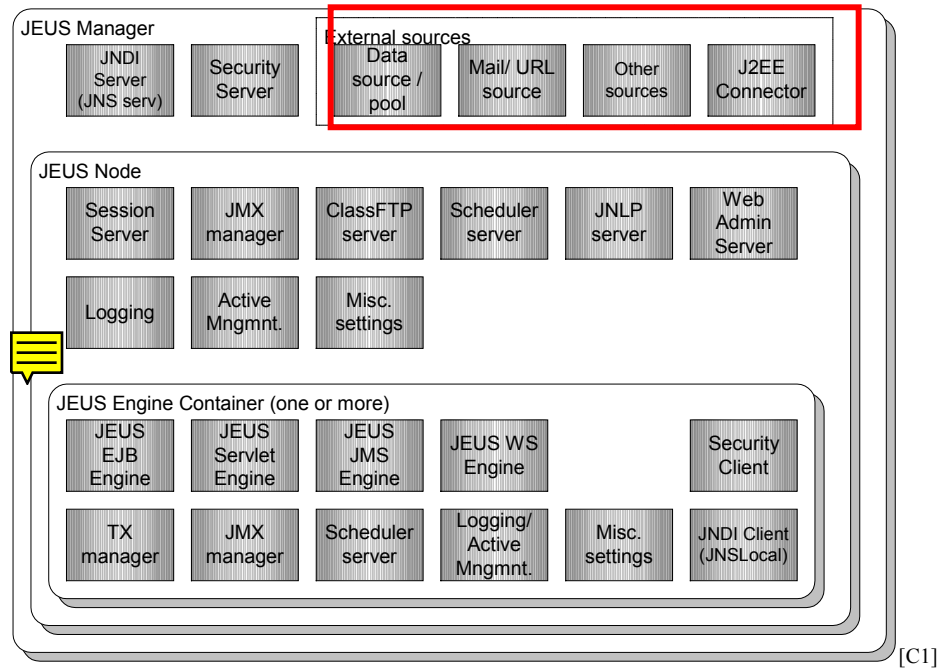 JEUS Manager
External sources
JNDI
Server
(JNS serv)
Security
Server
Data
source /
pool
Mail/ URL
source
Other
sources
J2EE
Connector
JEUS Node
Session
Server
JMX
manager
ClassFTP
server
Scheduler
server
JNLP
server
Web
Admin
Server
Logging
Active
Mngmnt.
Misc.
settings
JEUS Engine Container (one or more)
JEUS
EJB
Engine
JEUS
Servlet
Engine
JEUS
JMS
Engine
JEUS WS
Engine
Security
Client
TX
manager
JMX
manager
Scheduler
server
Logging/
Active
Mngmnt.
Misc.
settings
JNDI Client
(JNSLocal)
[C1]